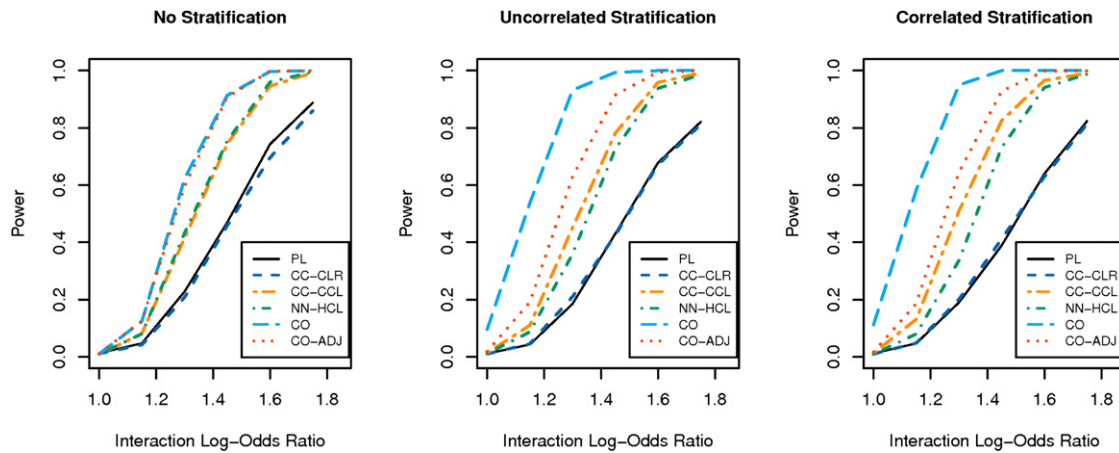 No Stratification
Power
0.0
0.2
0.4
0.6
0.8
1.0
PL
CC-CLR
CC-CCL
NN-HCL
CO
CO-ADJ
1.0 1.2 1.4 1.6 1.8
Interaction Log-Odds Ratio
Uncorrelated Stratification
Power
0.0
0.2
0.4
0.6
0.8
1.0
PL
CC-CLR
CC-CCL
NN-HCL
CO
CO-ADJ
1.0 1.2 1.4 1.6 1.8
Interaction Log-Odds Ratio
Correlated Stratification
Power
0.0
0.2
0.4
0.6
0.8
1.0
PL
CC-CLR
CC-CCL
NN-HCL
CO
CO-ADJ
1.0 1.2 1.4 1.6 1.8
Interaction Log-Odds Ratio